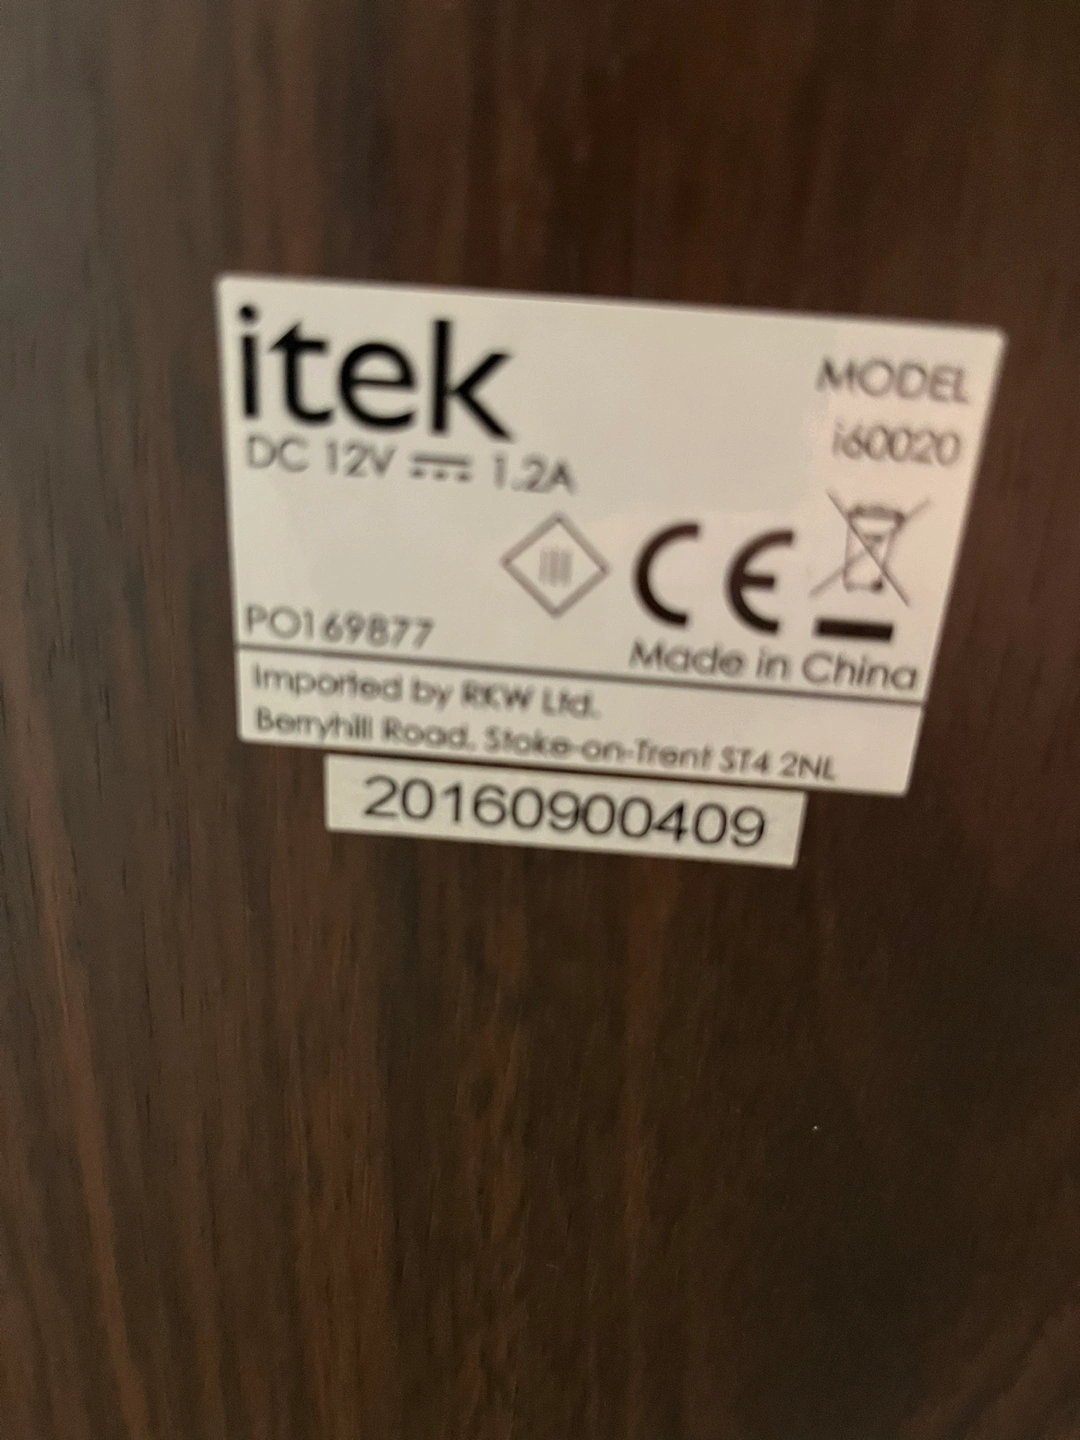 itek
MODEL
i60020
DC 12V ⎓ 1.2A
CE
PO169877
Made in China
Imported by RKW Ltd.
Berryhill Road, Stoke-on-Trent ST4 2NL
20160900409